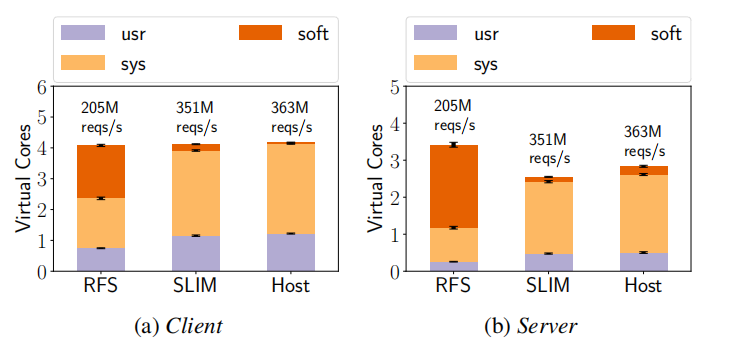 usr
soft
sys
6
5
4
3
2
1
0
Virtual Cores
205M
reqs/s
351M
reqs/s
363M
reqs/s
RFS
SLIM
Host
(a) Client
usr
soft
sys
5
4
3
2
1
0
Virtual Cores
205M
reqs/s
351M
reqs/s
363M
reqs/s
RFS
SLIM
Host
(b) Server